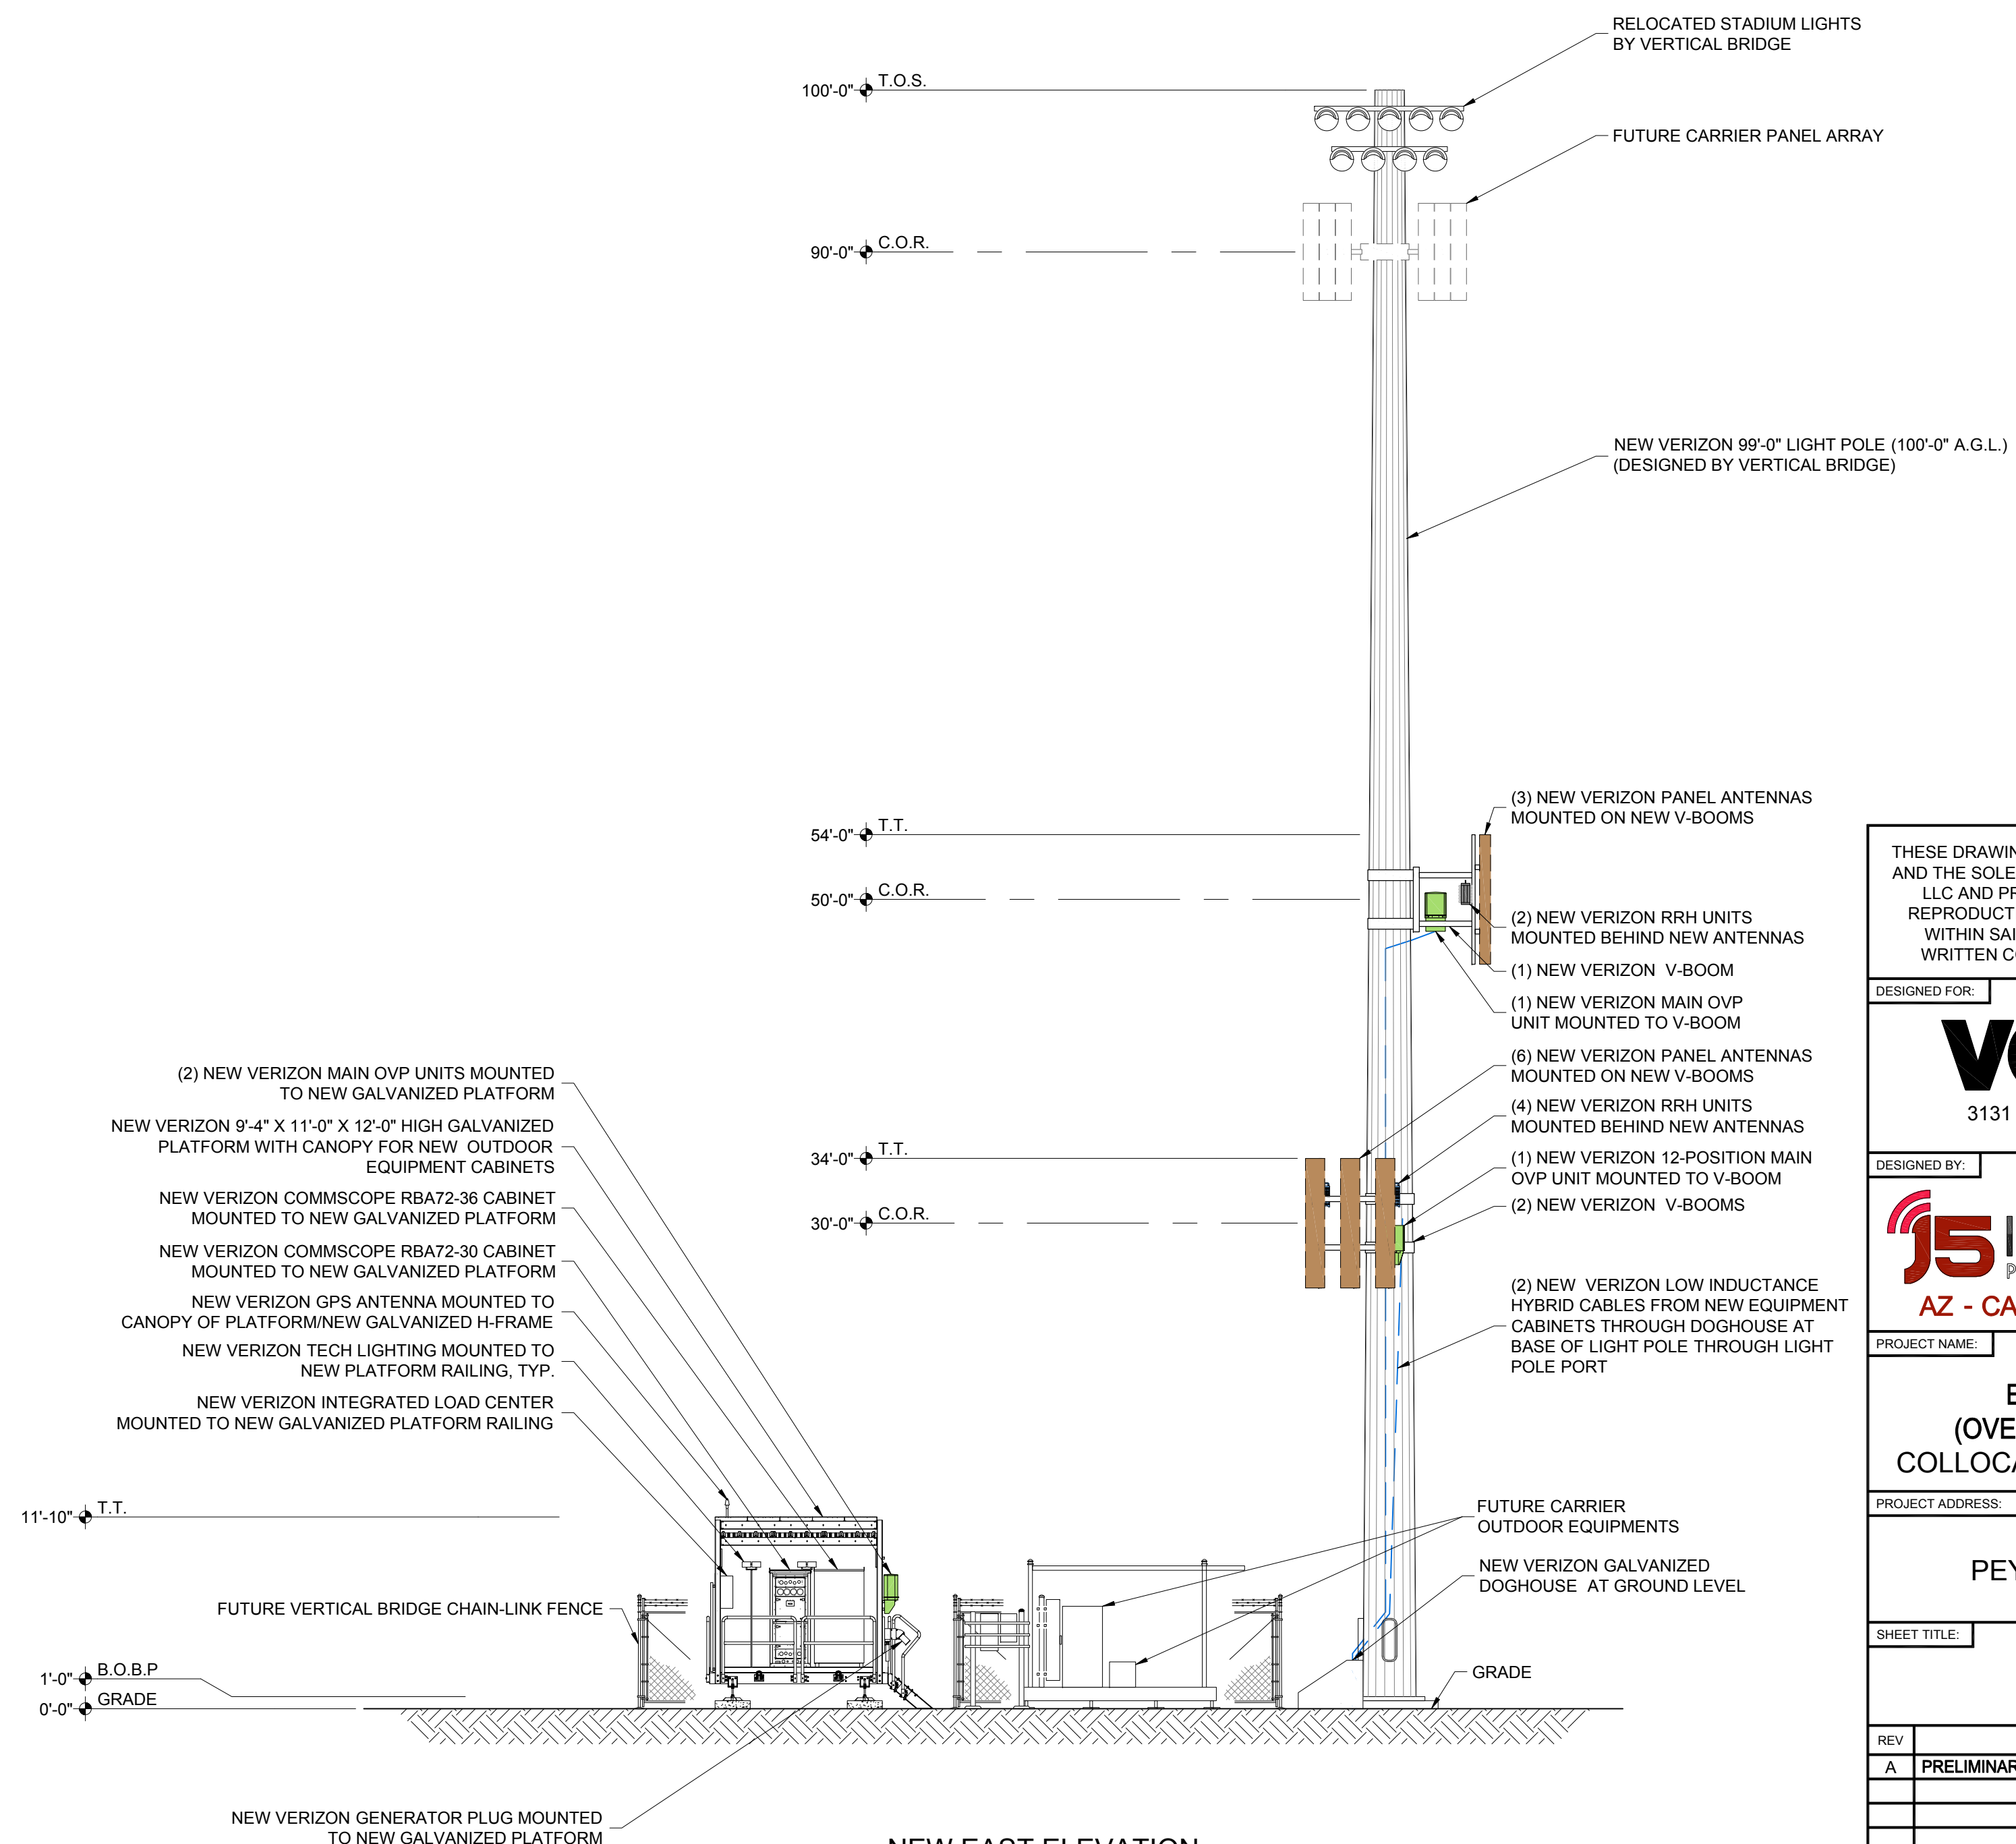 RELOCATED STADIUM LIGHTS
BY VERTICAL BRIDGE
100'-0" T.O.S.
FUTURE CARRIER PANEL ARRAY
90'-0" C.O.R.
NEW VERIZON 99'-0" LIGHT POLE (100'-0" A.G.L.)
(DESIGNED BY VERTICAL BRIDGE)
(3) NEW VERIZON PANEL ANTENNAS
MOUNTED ON NEW V-BOOMS
54'-0" T.T.
50'-0" C.O.R.
(2) NEW VERIZON RRH UNITS
MOUNTED BEHIND NEW ANTENNAS
(1) NEW VERIZON V-BOOM
(1) NEW VERIZON MAIN OVP
UNIT MOUNTED TO V-BOOM
(6) NEW VERIZON PANEL ANTENNAS
MOUNTED ON NEW V-BOOMS
(4) NEW VERIZON RRH UNITS
MOUNTED BEHIND NEW ANTENNAS
34'-0" T.T.
(1) NEW VERIZON 12-POSITION MAIN
OVP UNIT MOUNTED TO V-BOOM
(2) NEW VERIZON V-BOOMS
30'-0" C.O.R.
(2) NEW VERIZON LOW INDUCTANCE
HYBRID CABLES FROM NEW EQUIPMENT
CABINETS THROUGH DOGHOUSE AT
BASE OF LIGHT POLE THROUGH LIGHT
POLE PORT
(2) NEW VERIZON MAIN OVP UNITS MOUNTED
TO NEW GALVANIZED PLATFORM
NEW VERIZON 9'-4" X 11'-0" X 12'-0" HIGH GALVANIZED
PLATFORM WITH CANOPY FOR NEW OUTDOOR
EQUIPMENT CABINETS
NEW VERIZON COMMSCOPE RBA72-36 CABINET
MOUNTED TO NEW GALVANIZED PLATFORM
NEW VERIZON COMMSCOPE RBA72-30 CABINET
MOUNTED TO NEW GALVANIZED PLATFORM
NEW VERIZON GPS ANTENNA MOUNTED TO
CANOPY OF PLATFORM/NEW GALVANIZED H-FRAME
NEW VERIZON TECH LIGHTING MOUNTED TO
NEW PLATFORM RAILING, TYP.
NEW VERIZON INTEGRATED LOAD CENTER
MOUNTED TO NEW GALVANIZED PLATFORM RAILING
11'-10" T.T.
FUTURE CARRIER
OUTDOOR EQUIPMENTS
NEW VERIZON GALVANIZED
DOGHOUSE AT GROUND LEVEL
FUTURE VERTICAL BRIDGE CHAIN-LINK FENCE
1'-0" B.O.B.P
0'-0" GRADE
GRADE
NEW VERIZON GENERATOR PLUG MOUNTED
TO NEW GALVANIZED PLATFORM
NEW EAST ELEVATION
THESE
AND THE SOLE
LLC AND
WITHIN
WRITTEN
DESIGNED FOR:
3131
DESIGNED BY:
J5
AZ - CA
PROJECT NAME:
PROJECT ADDRESS:
SHEET TITLE:
REV
A